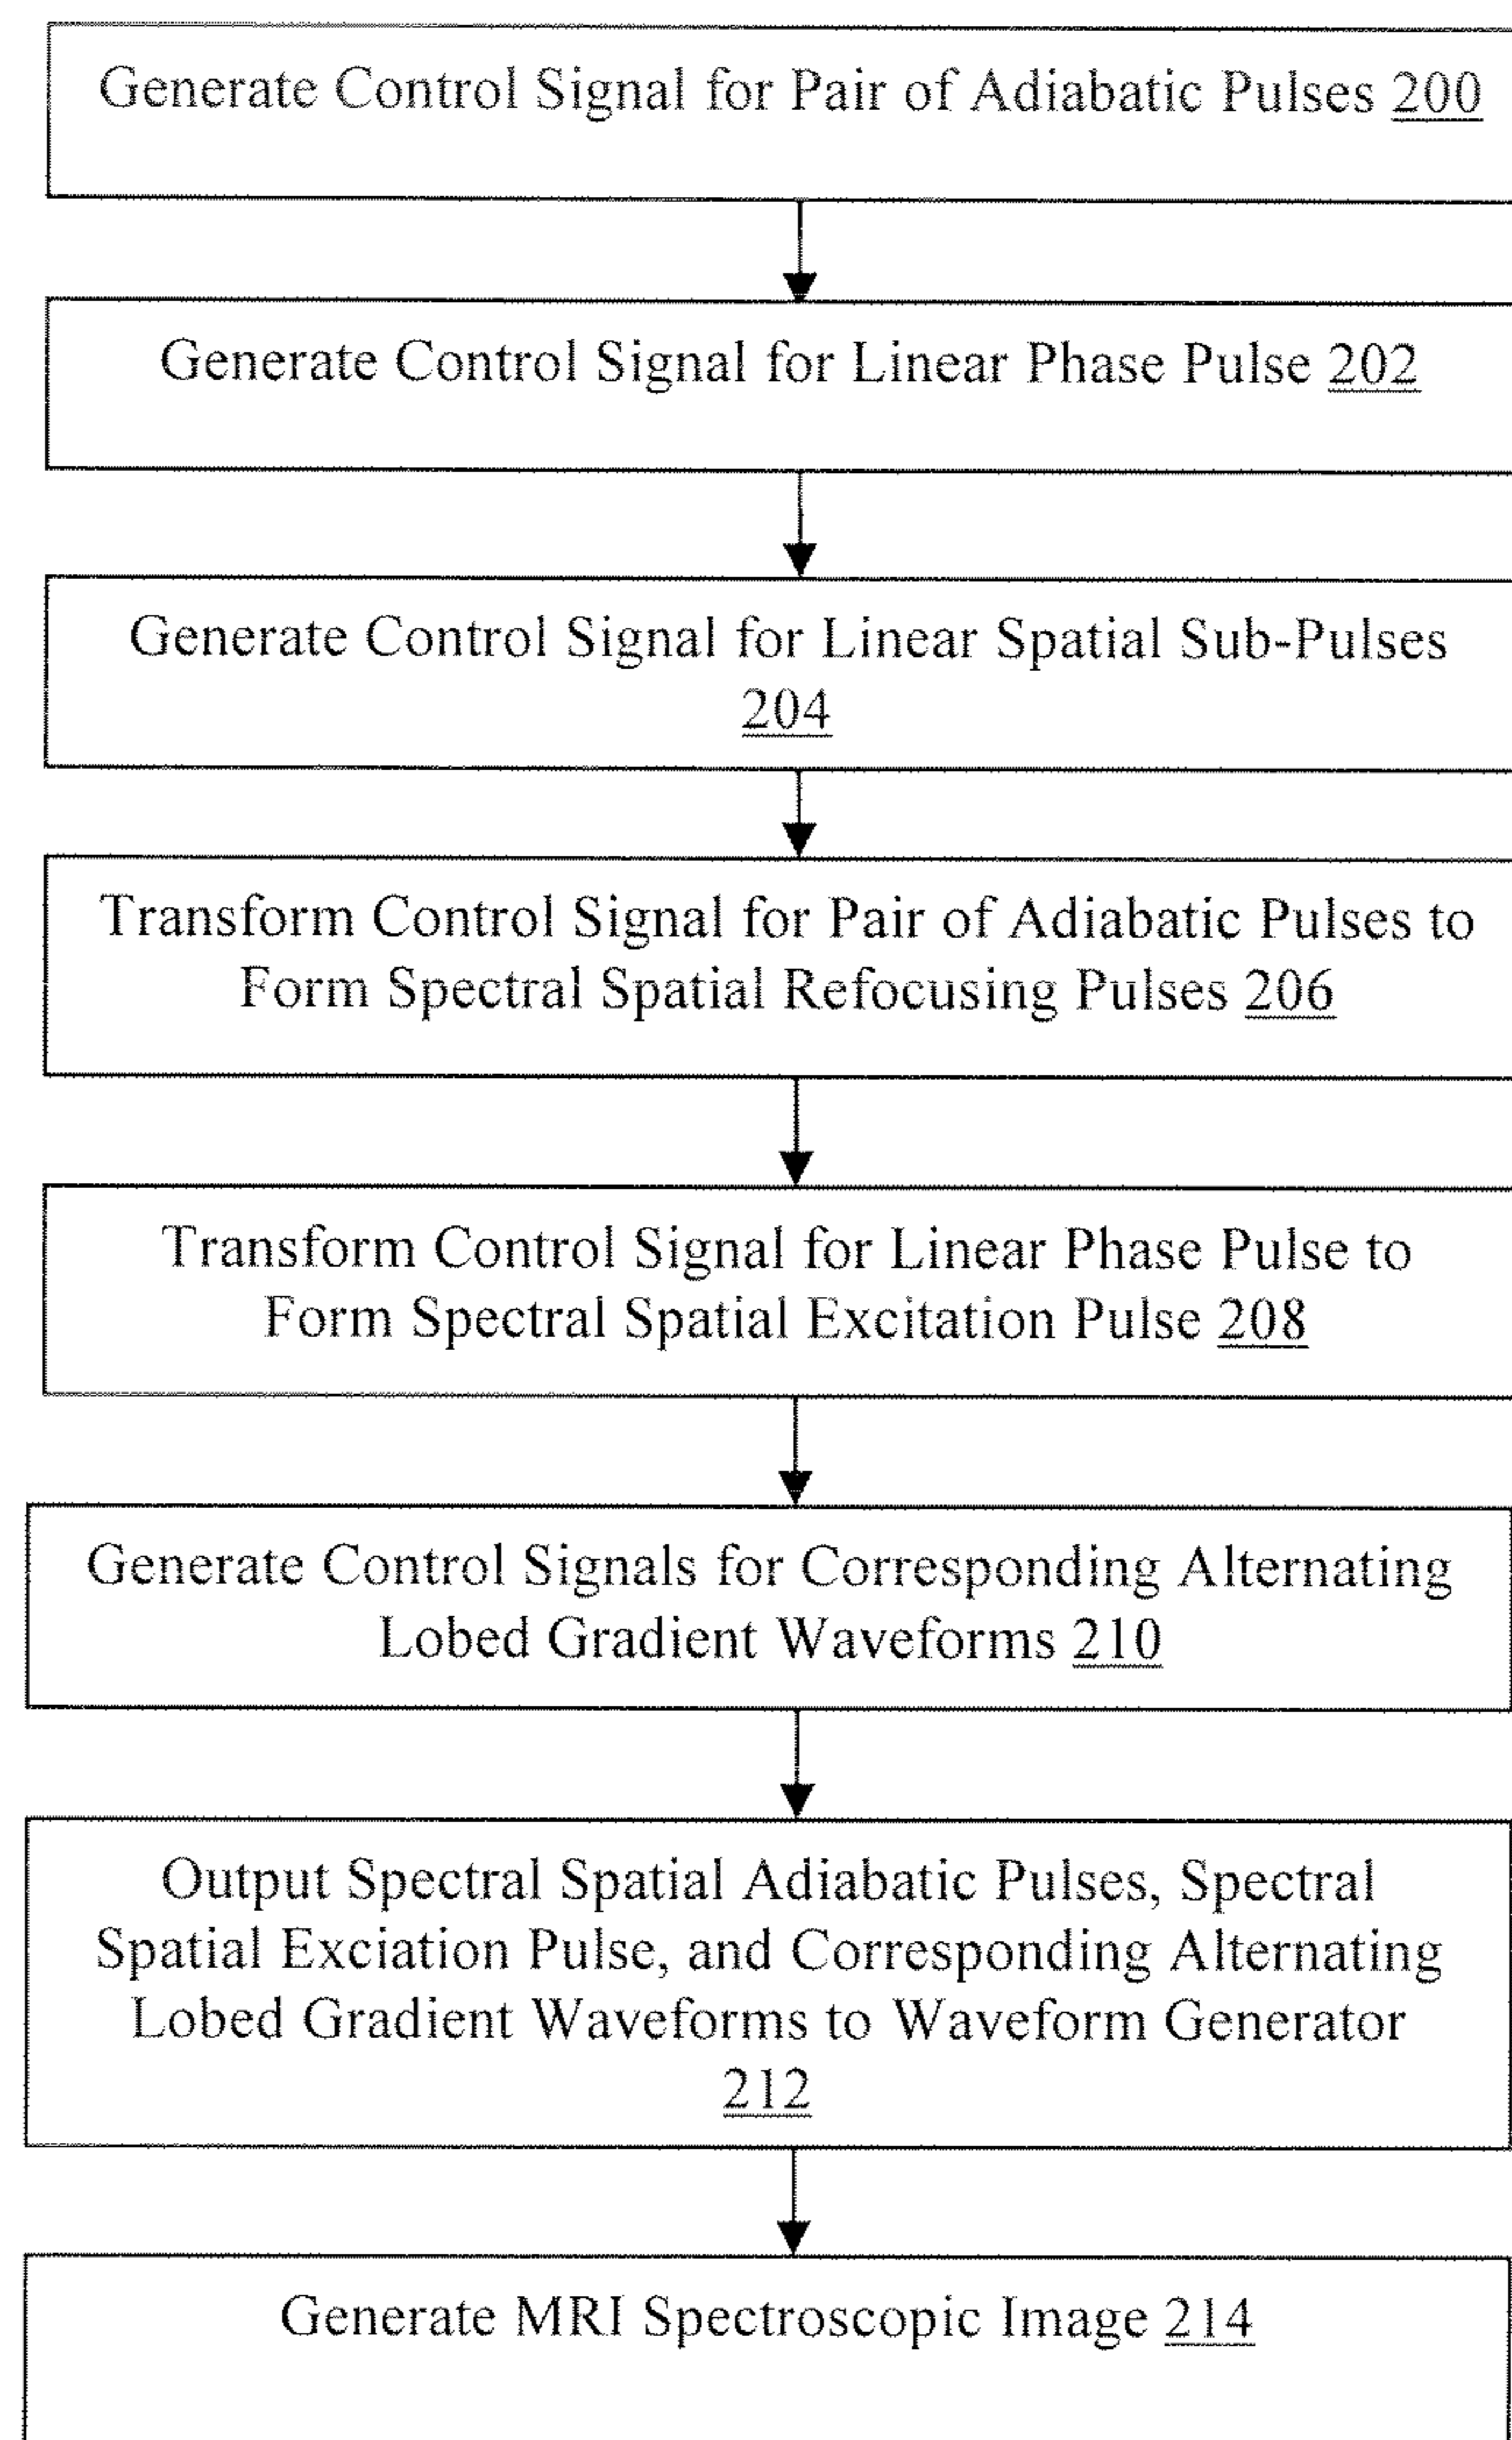 Generate Control Signal for Pair of Adiabatic Pulses 200
Generate Control Signal for Linear Phase Pulse 202
Generate Control Signal for Linear Spatial Sub-Pulses
204
Transform Control Signal for Pair of Adiabatic Pulses to
Form Spectral Spatial Refocusing Pulses 206
Transform Control Signal for Linear Phase Pulse to
Form Spectral Spatial Excitation Pulse 208
Generate Control Signals for Corresponding Alternating
Lobed Gradient Waveforms 210
Output Spectral Spatial Adiabatic Pulses, Spectral
Spatial Exciation Pulse, and Corresponding Alternating
Lobed Gradient Waveforms to Waveform Generator
212
Generate MRI Spectroscopic Image 214